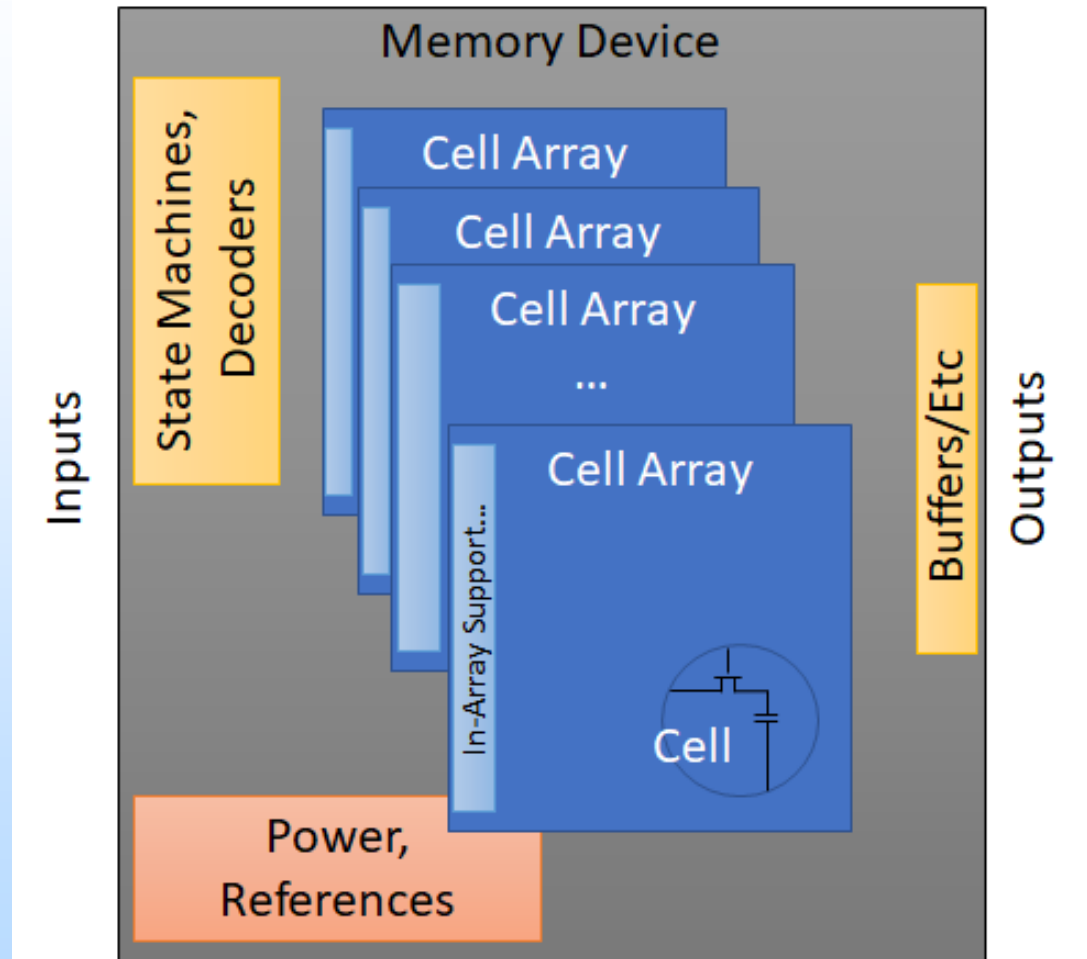 Memory Device
State Machines,
Decoders
Cell Array
Cell Array
Cell Array
...
Cell Array
In-Array Support...
Cell
Inputs
Buffers/Etc
Outputs
Power,
References